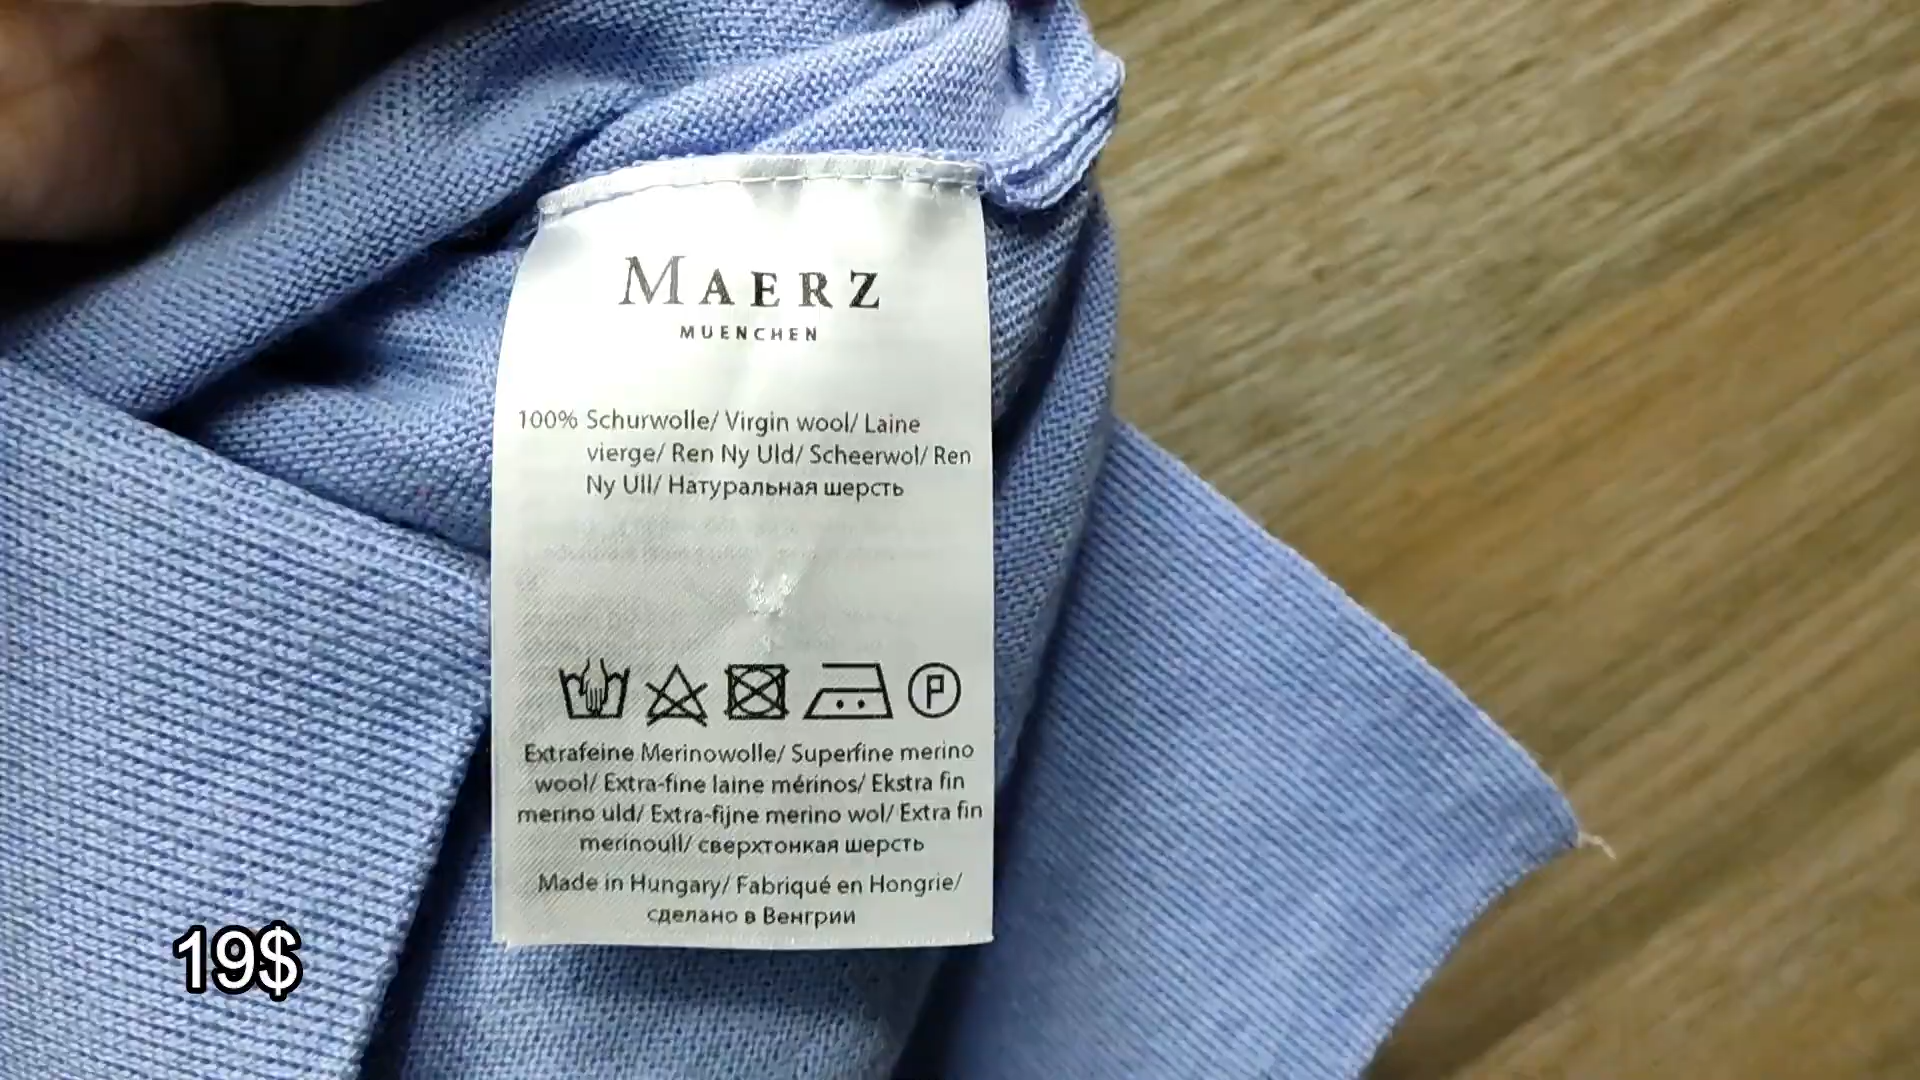 MAERZ
MUENCHEN
100% Schurwolle/ Virgin wool/ Laine
vierge/ Ren Ny Uld/ Scheerwol/ Ren
Ny Ull/ Натуральная шерсть
P
Extrafeine Merinowolle/ Superfine merino
wool/ Extra-fine laine mérinos/ Ekstra fin
merino uld/ Extra-fijne merino wol/ Extra fin
merinoull/ сверхтонкая шерсть
Made in Hungary/ Fabriqué en Hongrie/
сделано в Венгрии
19$